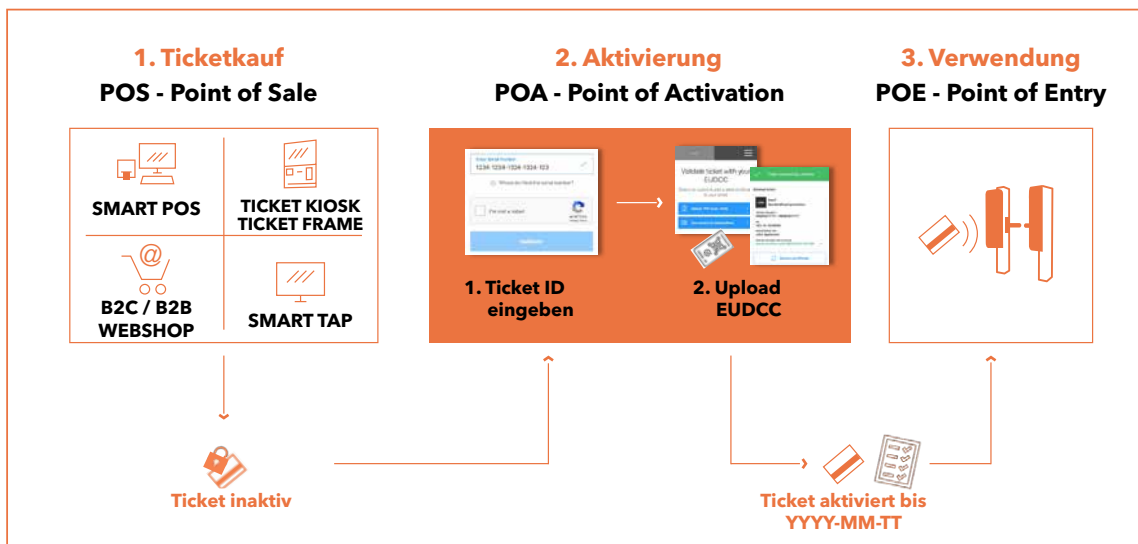 1. Ticketkauf
POS - Point of Sale
SMART POS
TICKET KIOSK
TICKET FRAME
@
B2C / B2B
WEBSHOP
SMART TAP
Ticket inaktiv
2. Aktivierung
POA - Point of Activation
1234-1234-1234-1234-123
I'm not a robot
1. Ticket ID
eingeben
Validate ticket with your
EUDCC
2. Upload
EUDCC
Ticket aktiviert bis
YYYY-MM-TT
3. Verwendung
POE - Point of Entry